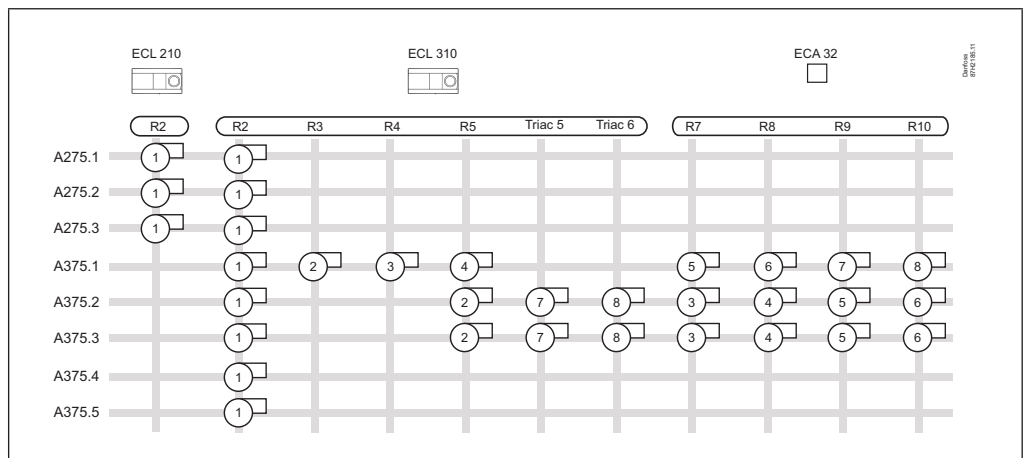 ECL 210 ECL 310 ECA 32
Danfoss
87H2185.11
R2 R2 R3 R4 R5 Triac 5 Triac 6 R7 R8 R9 R10
A275.1 1 1
A275.2 1 1
A275.3 1 1
A375.1 1 2 3 4 5 6 7 8
A375.2 1 2 7 8 3 4 5 6
A375.3 1 2 7 8 3 4 5 6
A375.4 1
A375.5 1